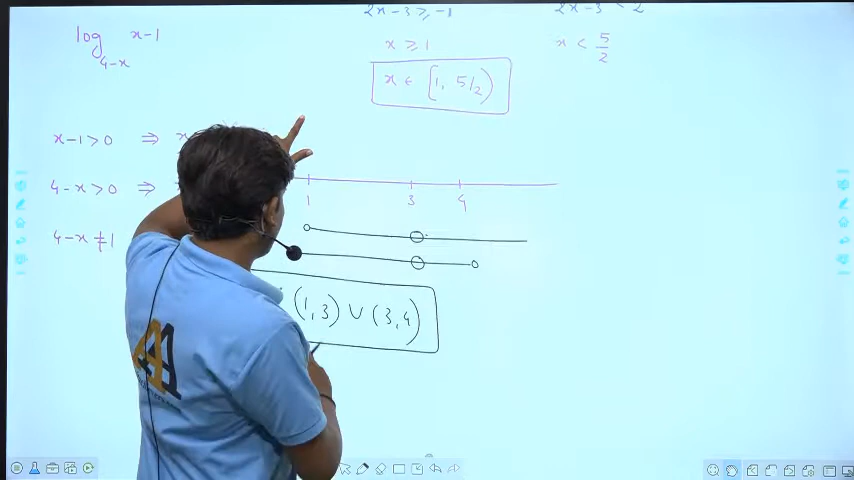 2x-3 ≥ -1
2x-3 < 2
log 4-x x-1
x ≥ 1
x < 5/2
x ∈ [1, 5/2)
x-1 > 0 ⇒ x
4-x > 0 ⇒
4-x ≠ 1
1 3 4
(1,3) ∪ (3,4)